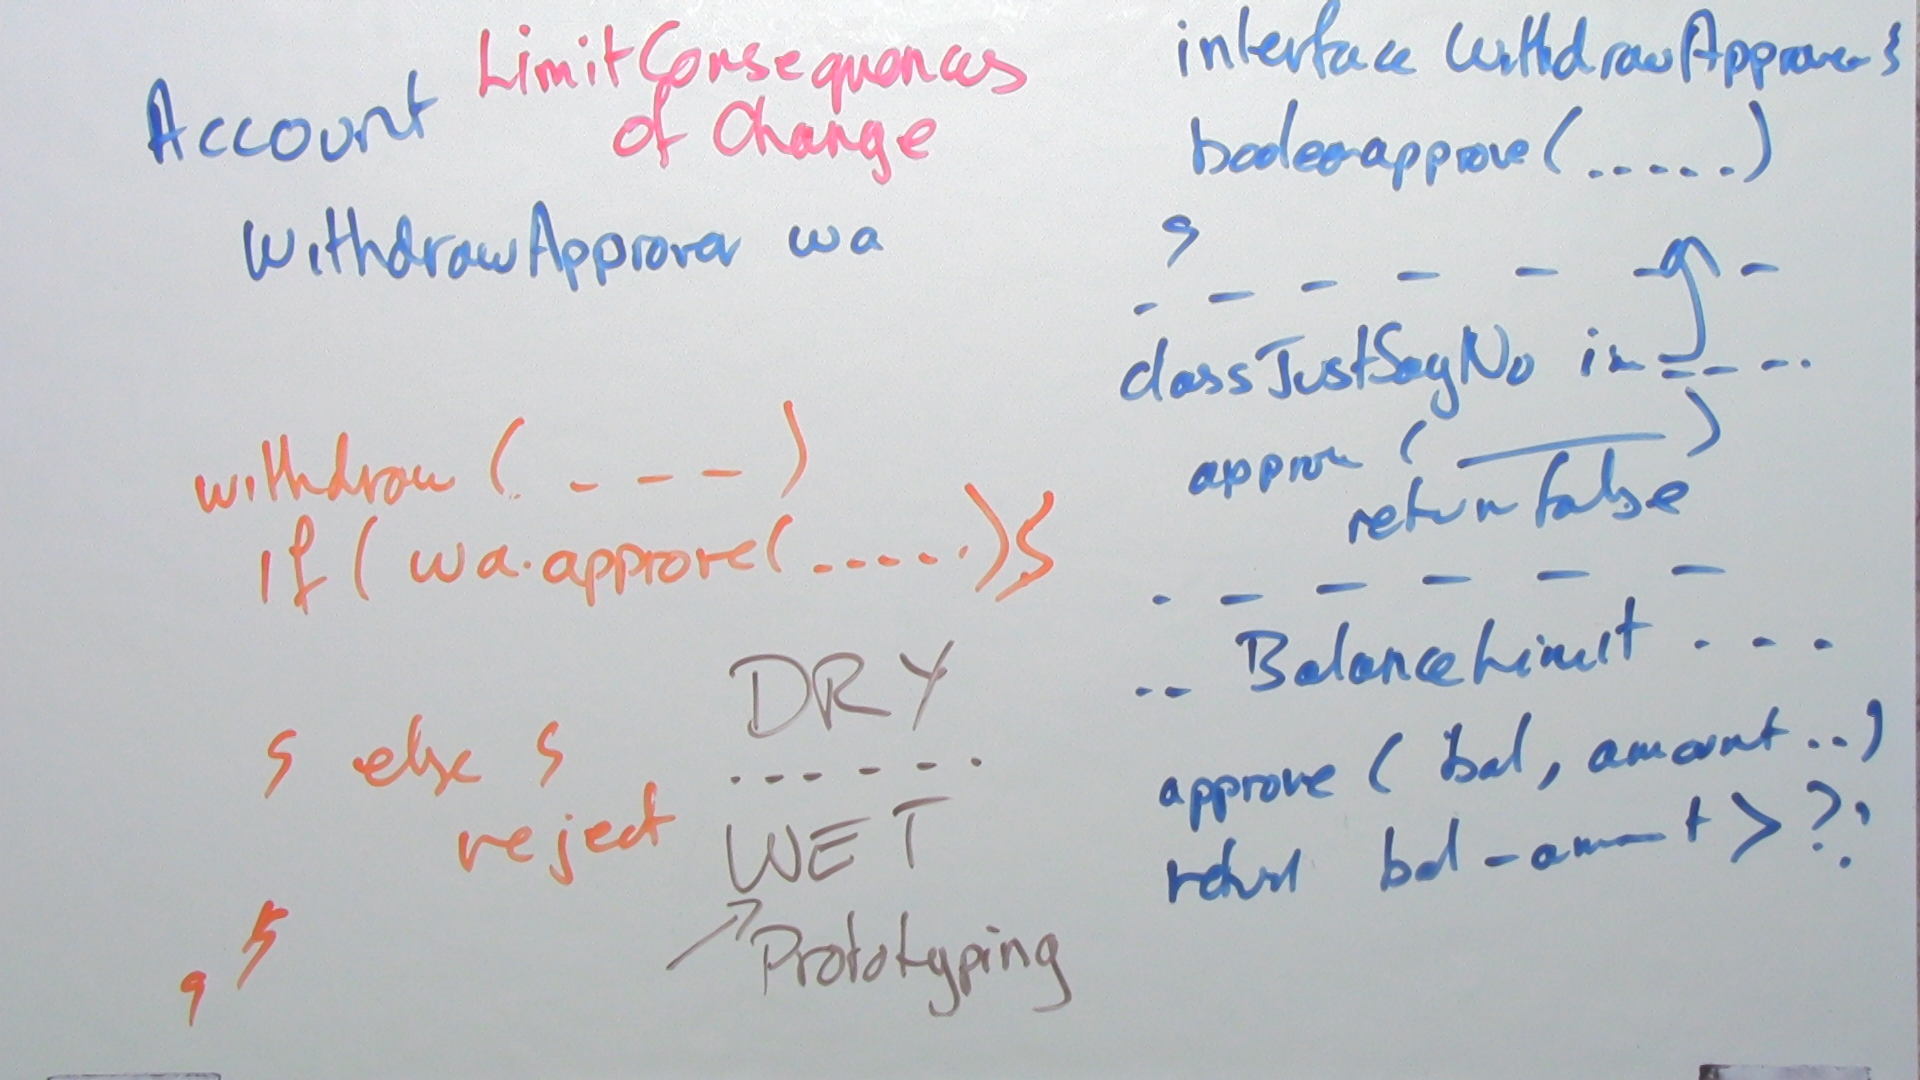 Account
Limit Consequences
of Change
WithdrawApprover wa
withdraw ( - - - )
if ( wa.approve( ..... ) {
} else {
reject
}
}
DRY
.......
WET
Prototyping
interface WithdrawApprover {
boolean approve ( ..... )
}
- - - - - - -
class JustSayNo im - - - -
approve ( )
return false
- - - - - -
.. BalanceLimit ...
approve ( bal, amount .. )
return bal - amount > ?;